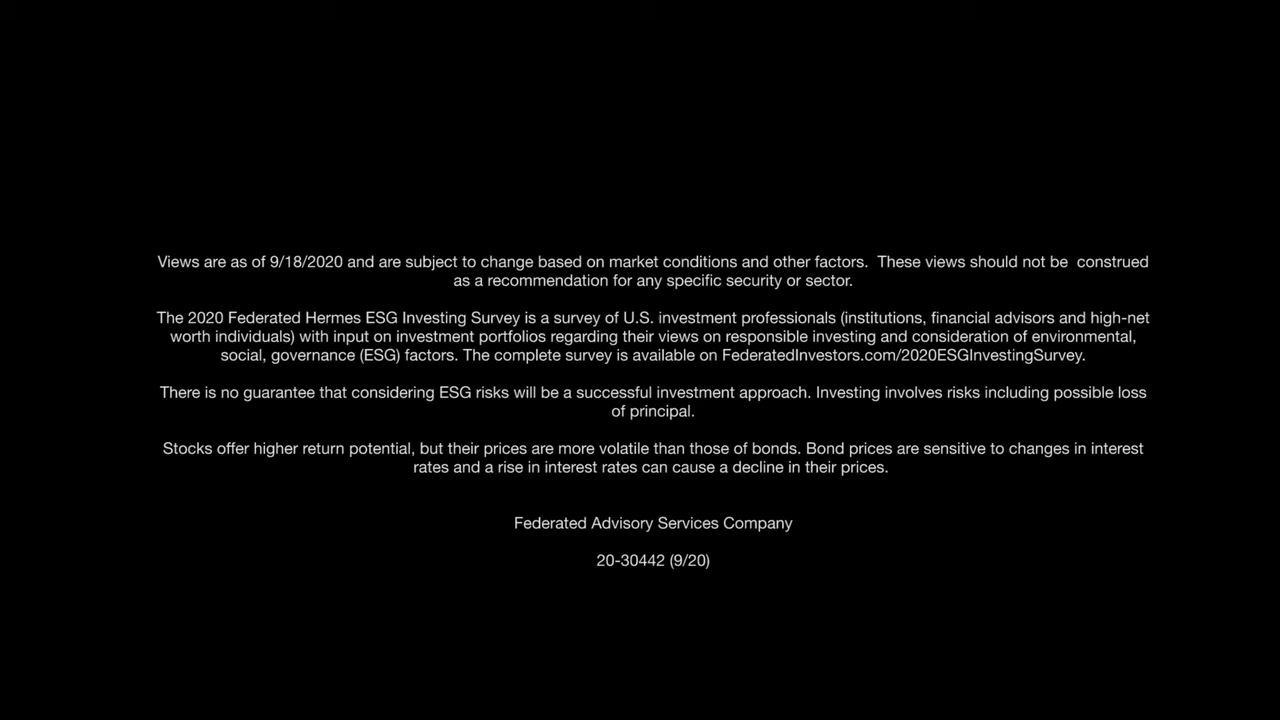 Views are as of 9/18/2020 and are subject to change based on market conditions and other factors.  These views should not be  construed
as a recommendation for any specific security or sector.
The 2020 Federated Hermes ESG Investing Survey is a survey of U.S. investment professionals (institutions, financial advisors and high-net
worth individuals) with input on investment portfolios regarding their views on responsible investing and consideration of environmental,
social, governance (ESG) factors. The complete survey is available on FederatedInvestors.com/2020ESGInvestingSurvey.
There is no guarantee that considering ESG risks will be a successful investment approach. Investing involves risks including possible loss
of principal.
Stocks offer higher return potential, but their prices are more volatile than those of bonds. Bond prices are sensitive to changes in interest
rates and a rise in interest rates can cause a decline in their prices.
Federated Advisory Services Company
20-30442 (9/20)